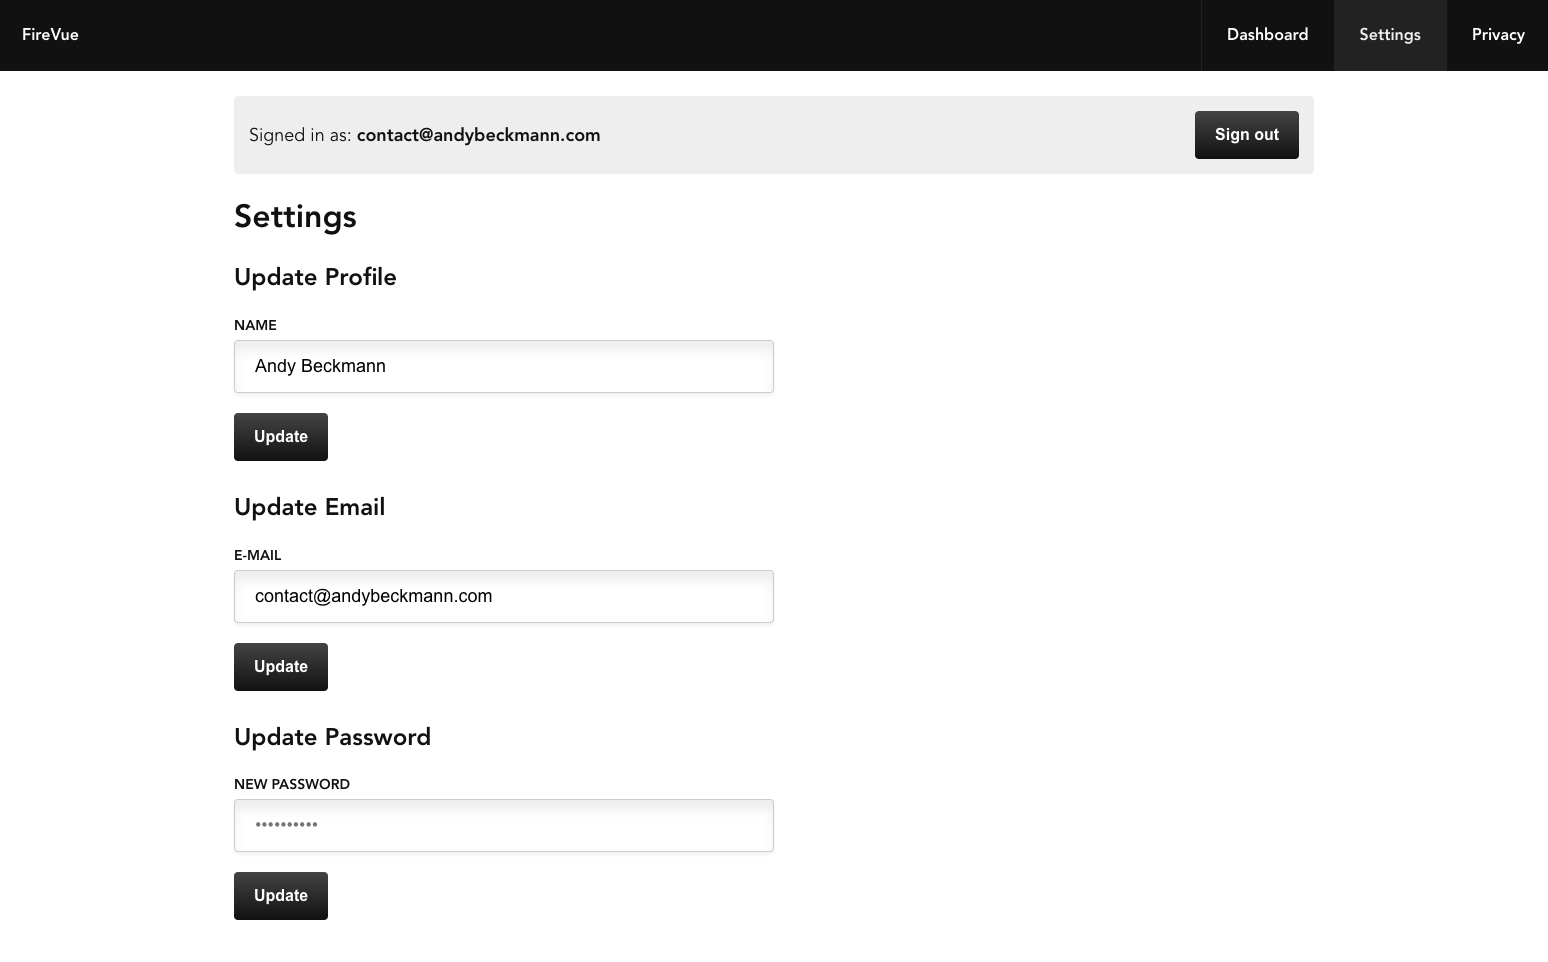 FireVue
Dashboard
Settings
Privacy
Signed in as: contact@andybeckmann.com
Sign out
Settings
Update Profile
NAME
Andy Beckmann
Update
Update Email
E-MAIL
contact@andybeckmann.com
Update
Update Password
NEW PASSWORD
••••••••••
Update